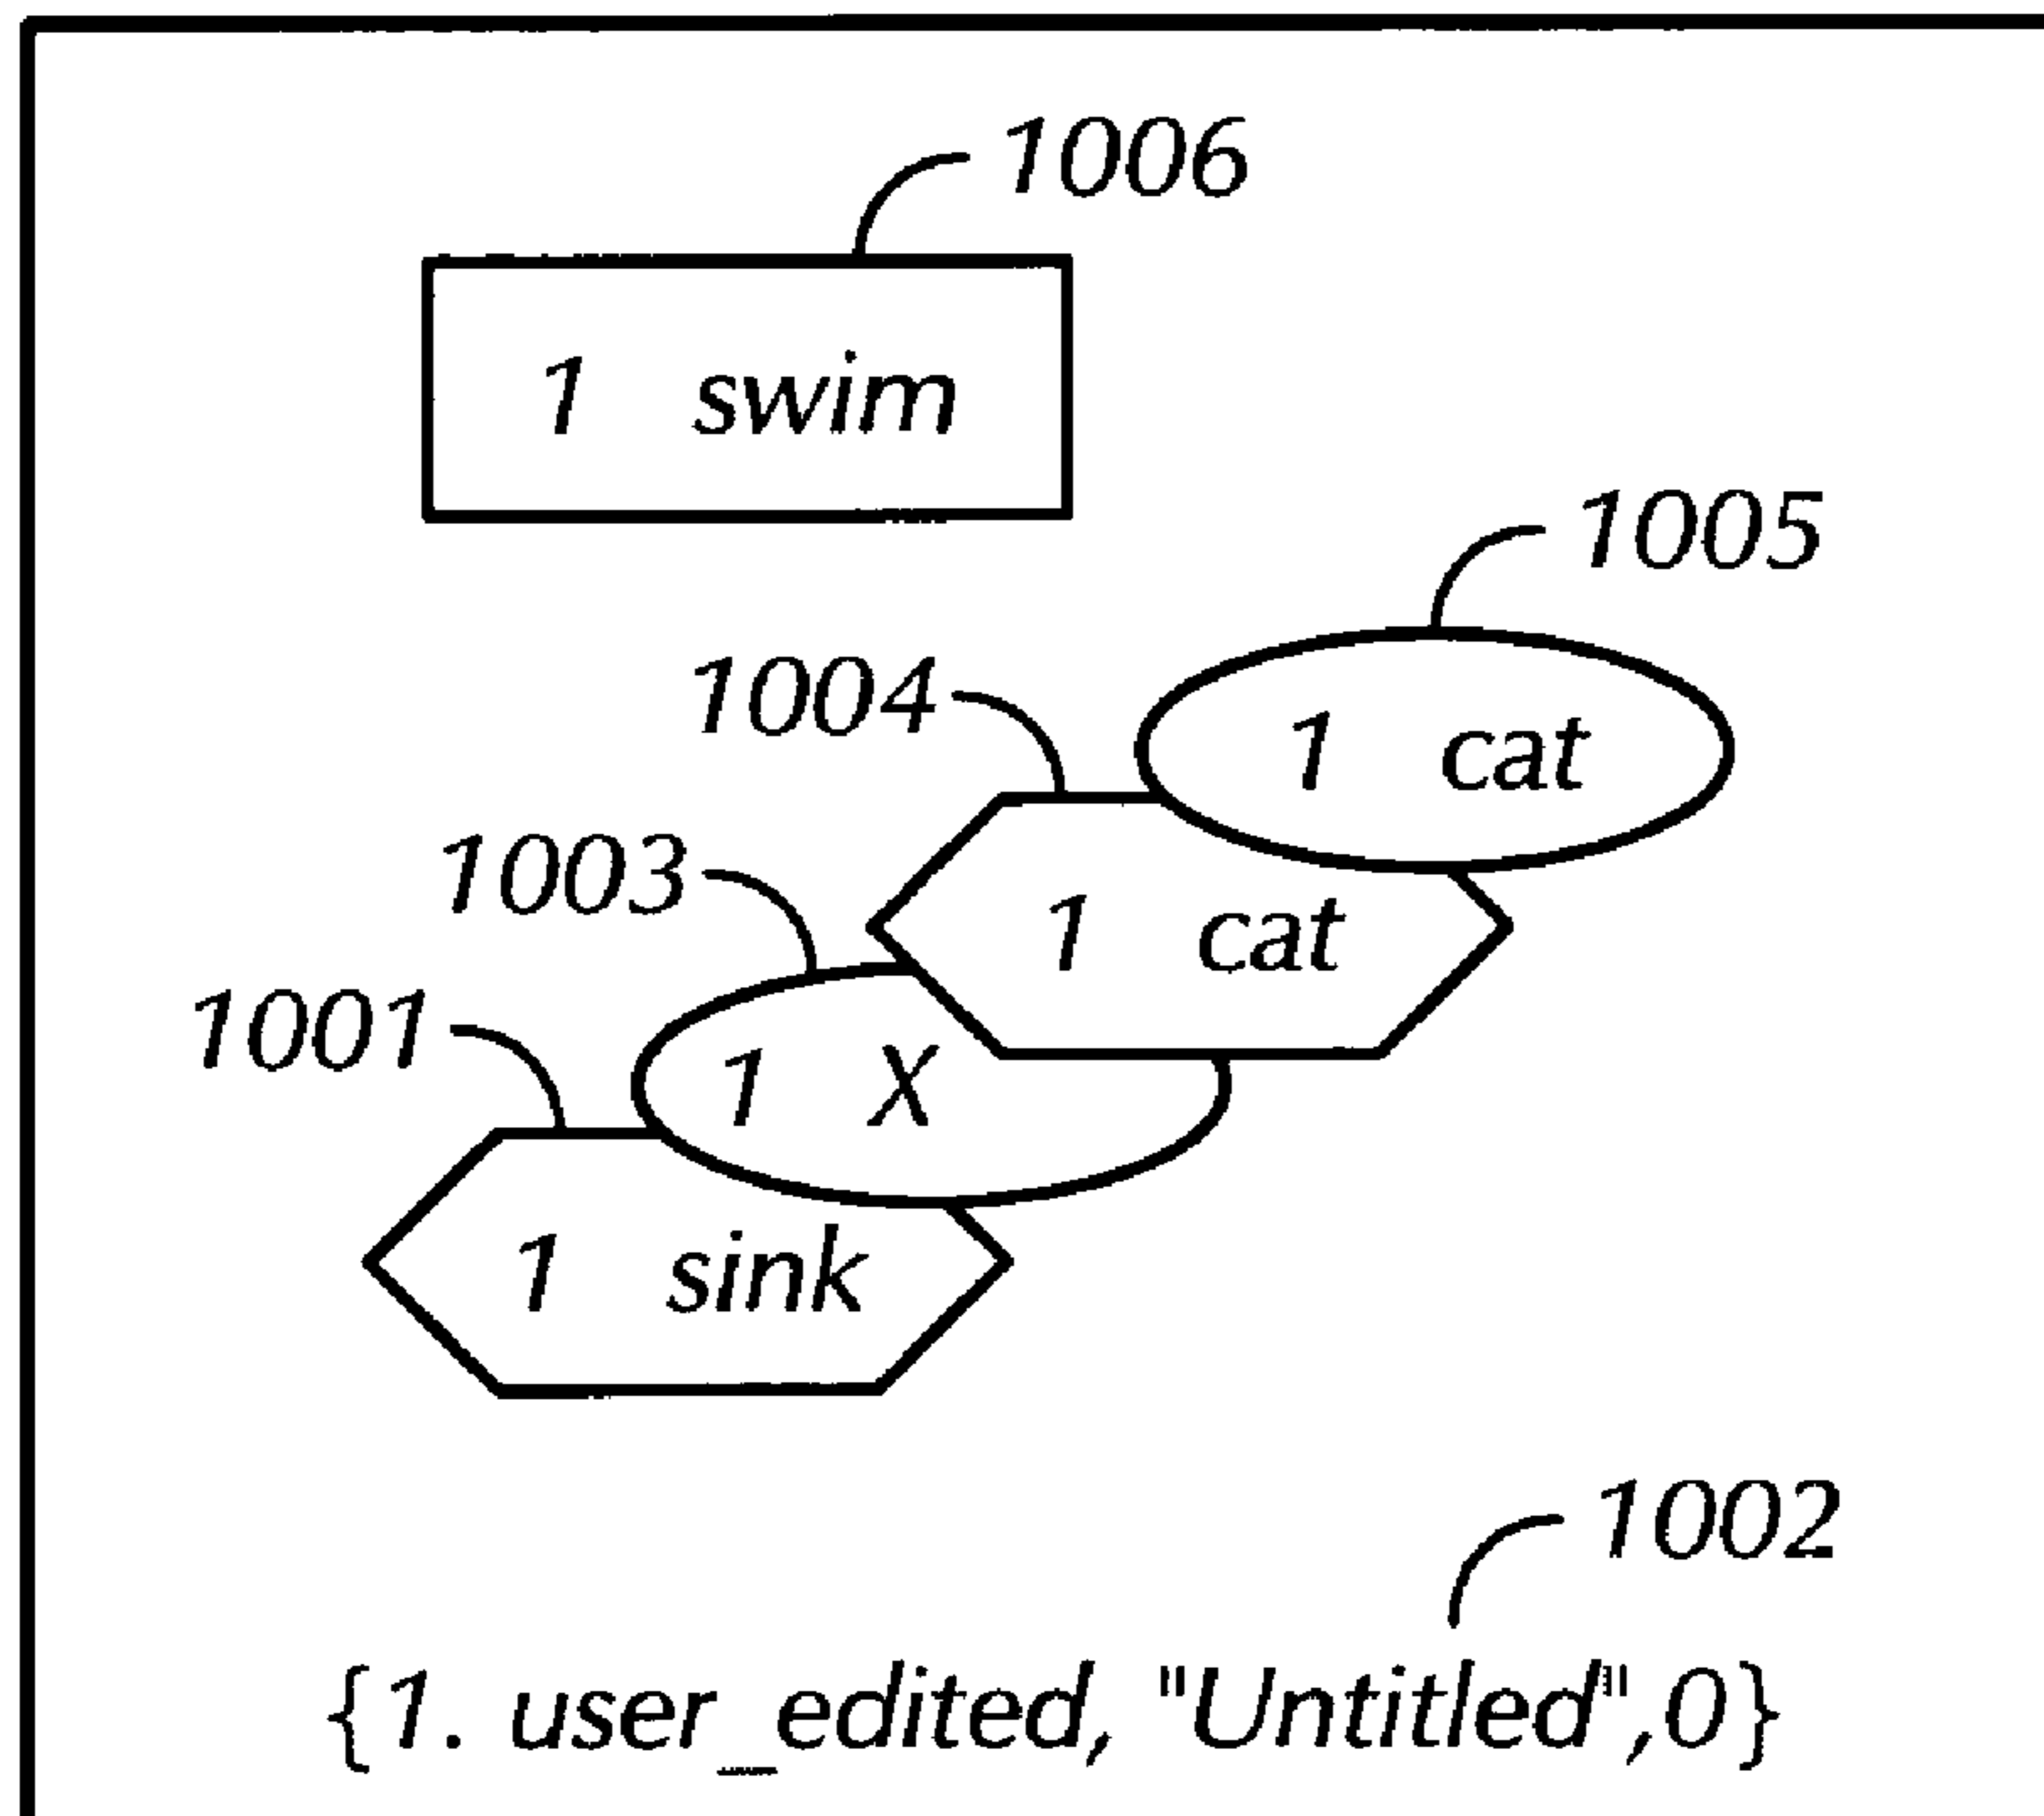 1006
1 swim
1005
1004
1 cat
1003
1 cat
1001
1 X
1 sink
1002
{1. user_edited, "Untitled",0}